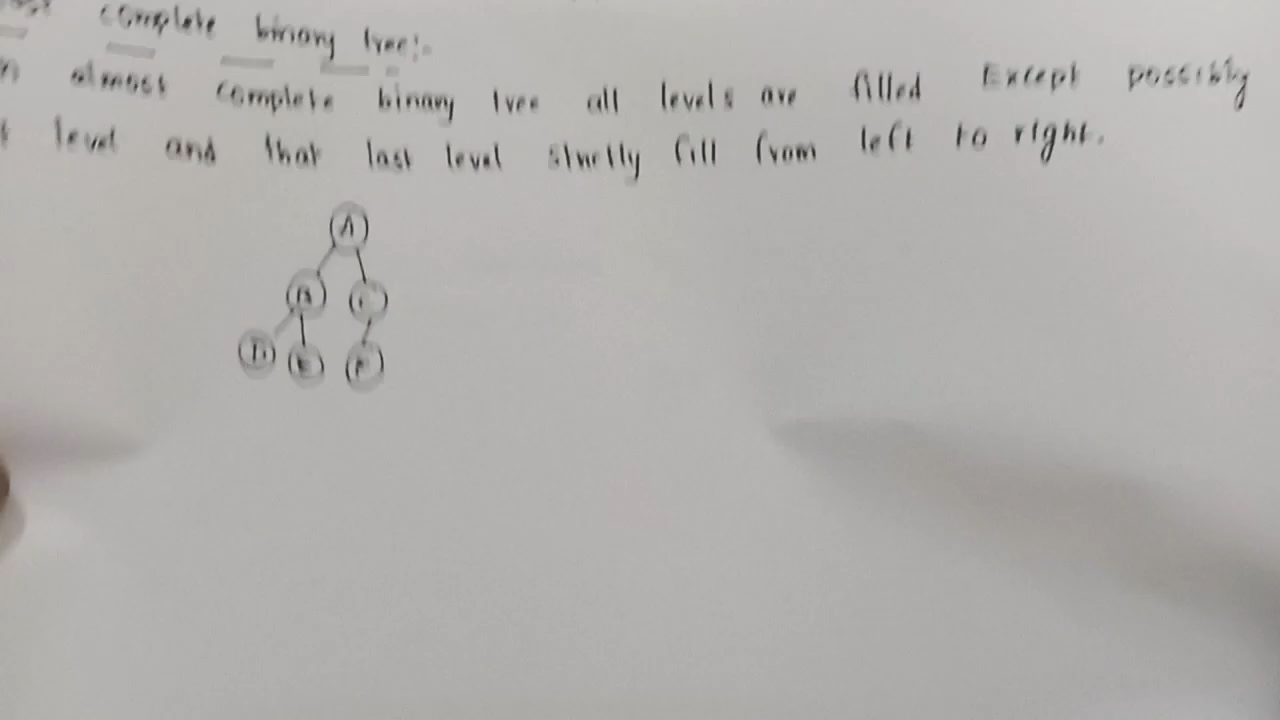 complete binary tree:-
almost complete binary tree all levels are filled Except possibly
level and that last level strictly fill from left to right.
A
B C
D E F